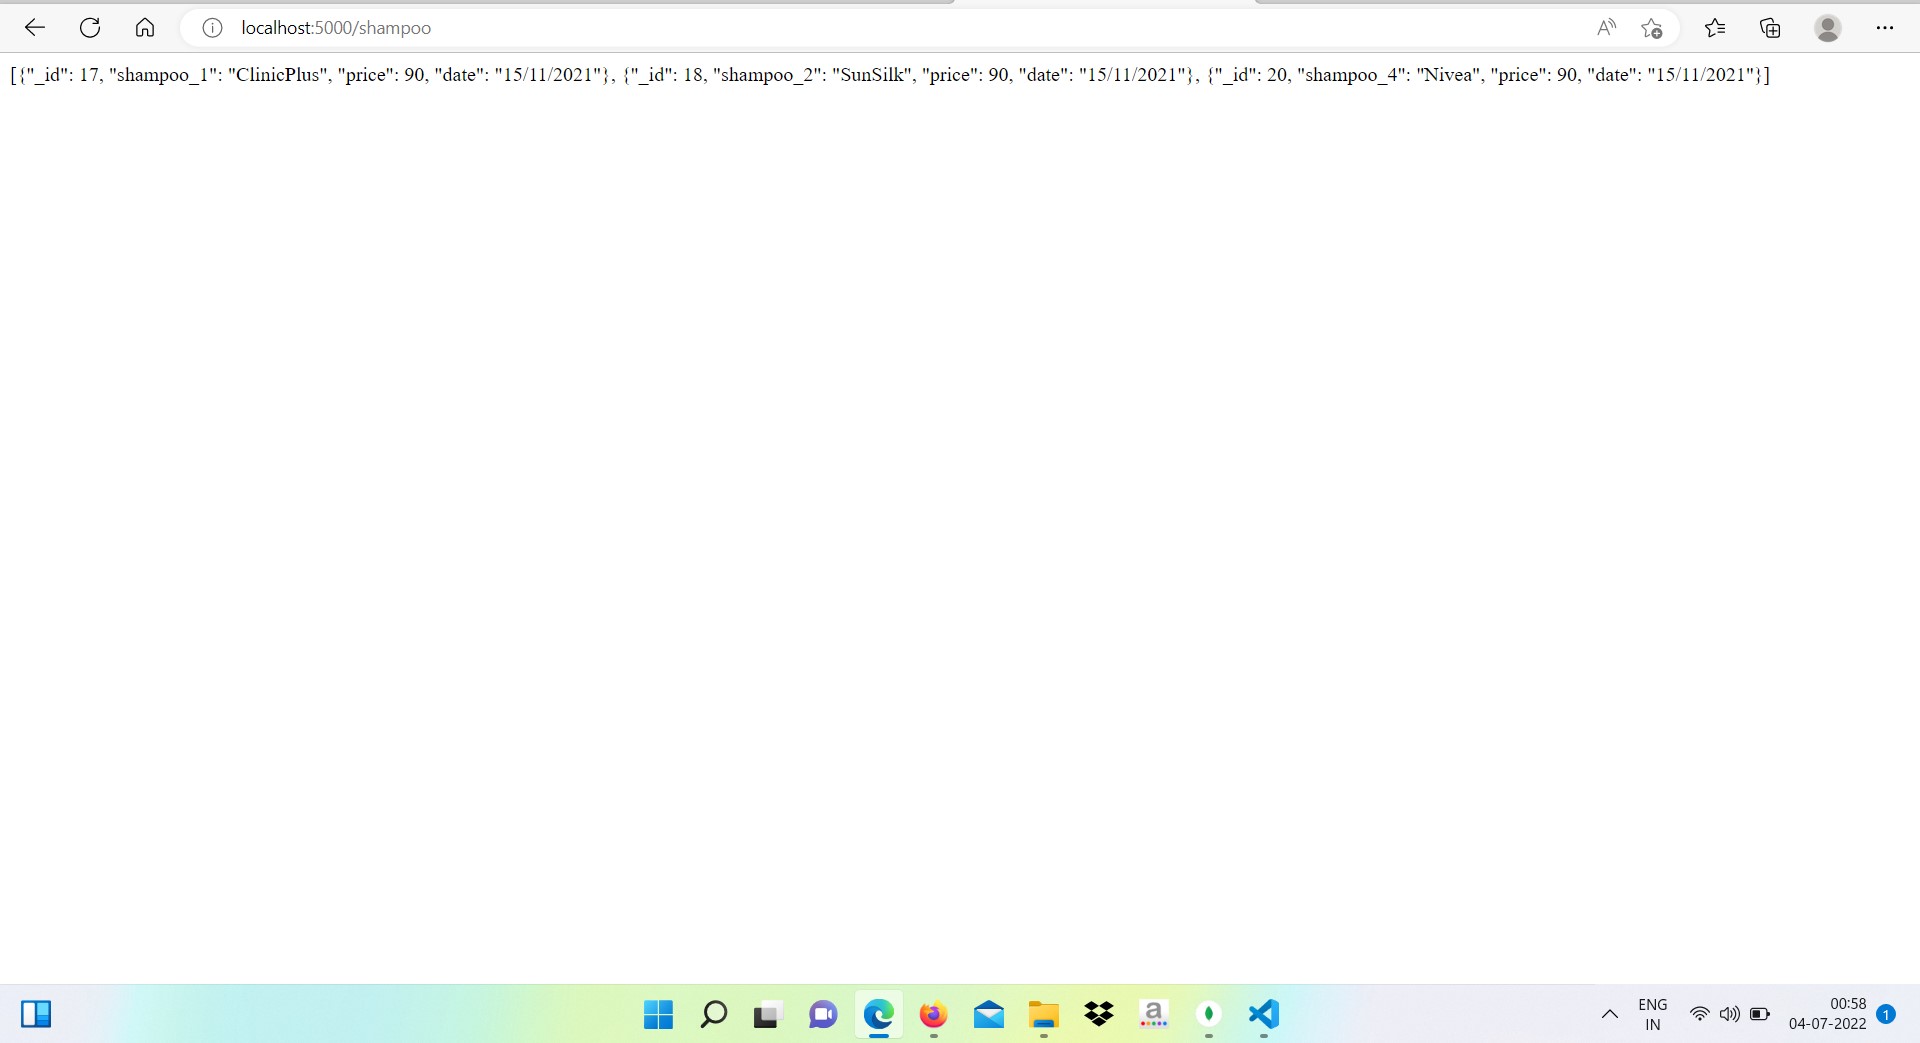 localhost:5000/shampoo
[{"_id": 17, "shampoo_1": "ClinicPlus", "price": 90, "date": "15/11/2021"}, {"_id": 18, "shampoo_2": "SunSilk", "price": 90, "date": "15/11/2021"}, {"_id": 20, "shampoo_4": "Nivea", "price": 90, "date": "15/11/2021"}]
a
ENG
IN
00:58
04-07-2022
1